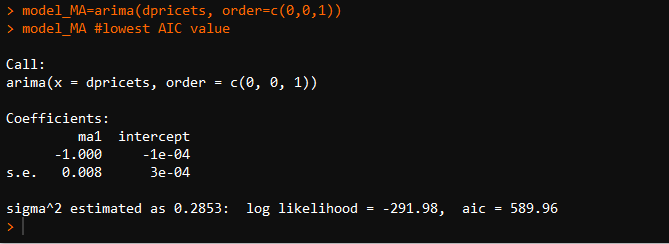 > model_MA=arima(dpricets, order=c(0,0,1))
> model_MA #lowest AIC value
Call:
arima(x = dpricets, order = c(0, 0, 1))
Coefficients:
         ma1  intercept
      -1.000     -1e-04
s.e.   0.008      3e-04
sigma^2 estimated as 0.2853:  log likelihood = -291.98,  aic = 589.96
>